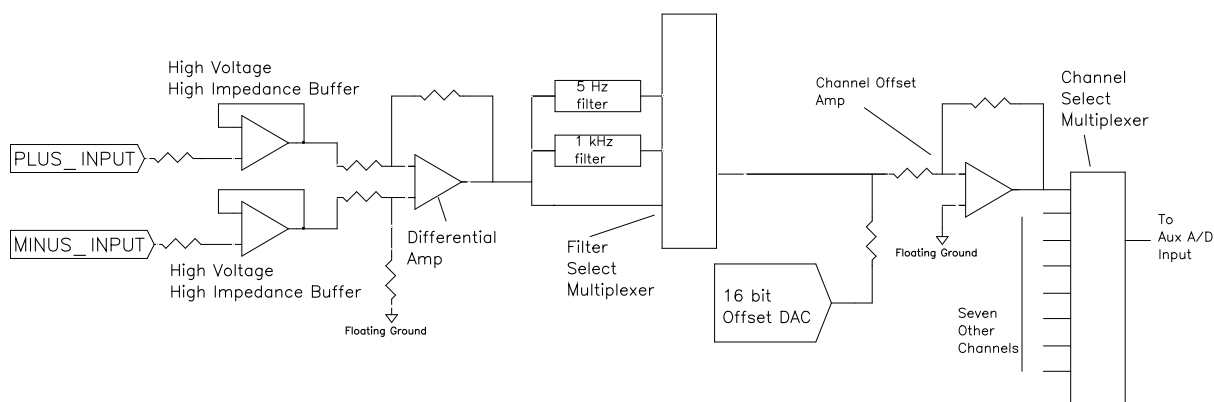 High Voltage
High Impedance Buffer
PLUS_INPUT
MINUS_INPUT
High Voltage
High Impedance Buffer
Differential
Amp
Floating Ground
5 Hz
filter
1 kHz
filter
Filter
Select
Multiplexer
16 bit
Offset DAC
Channel Offset
Amp
Floating Ground
Channel
Select
Multiplexer
Seven
Other
Channels
To
Aux A/D
Input